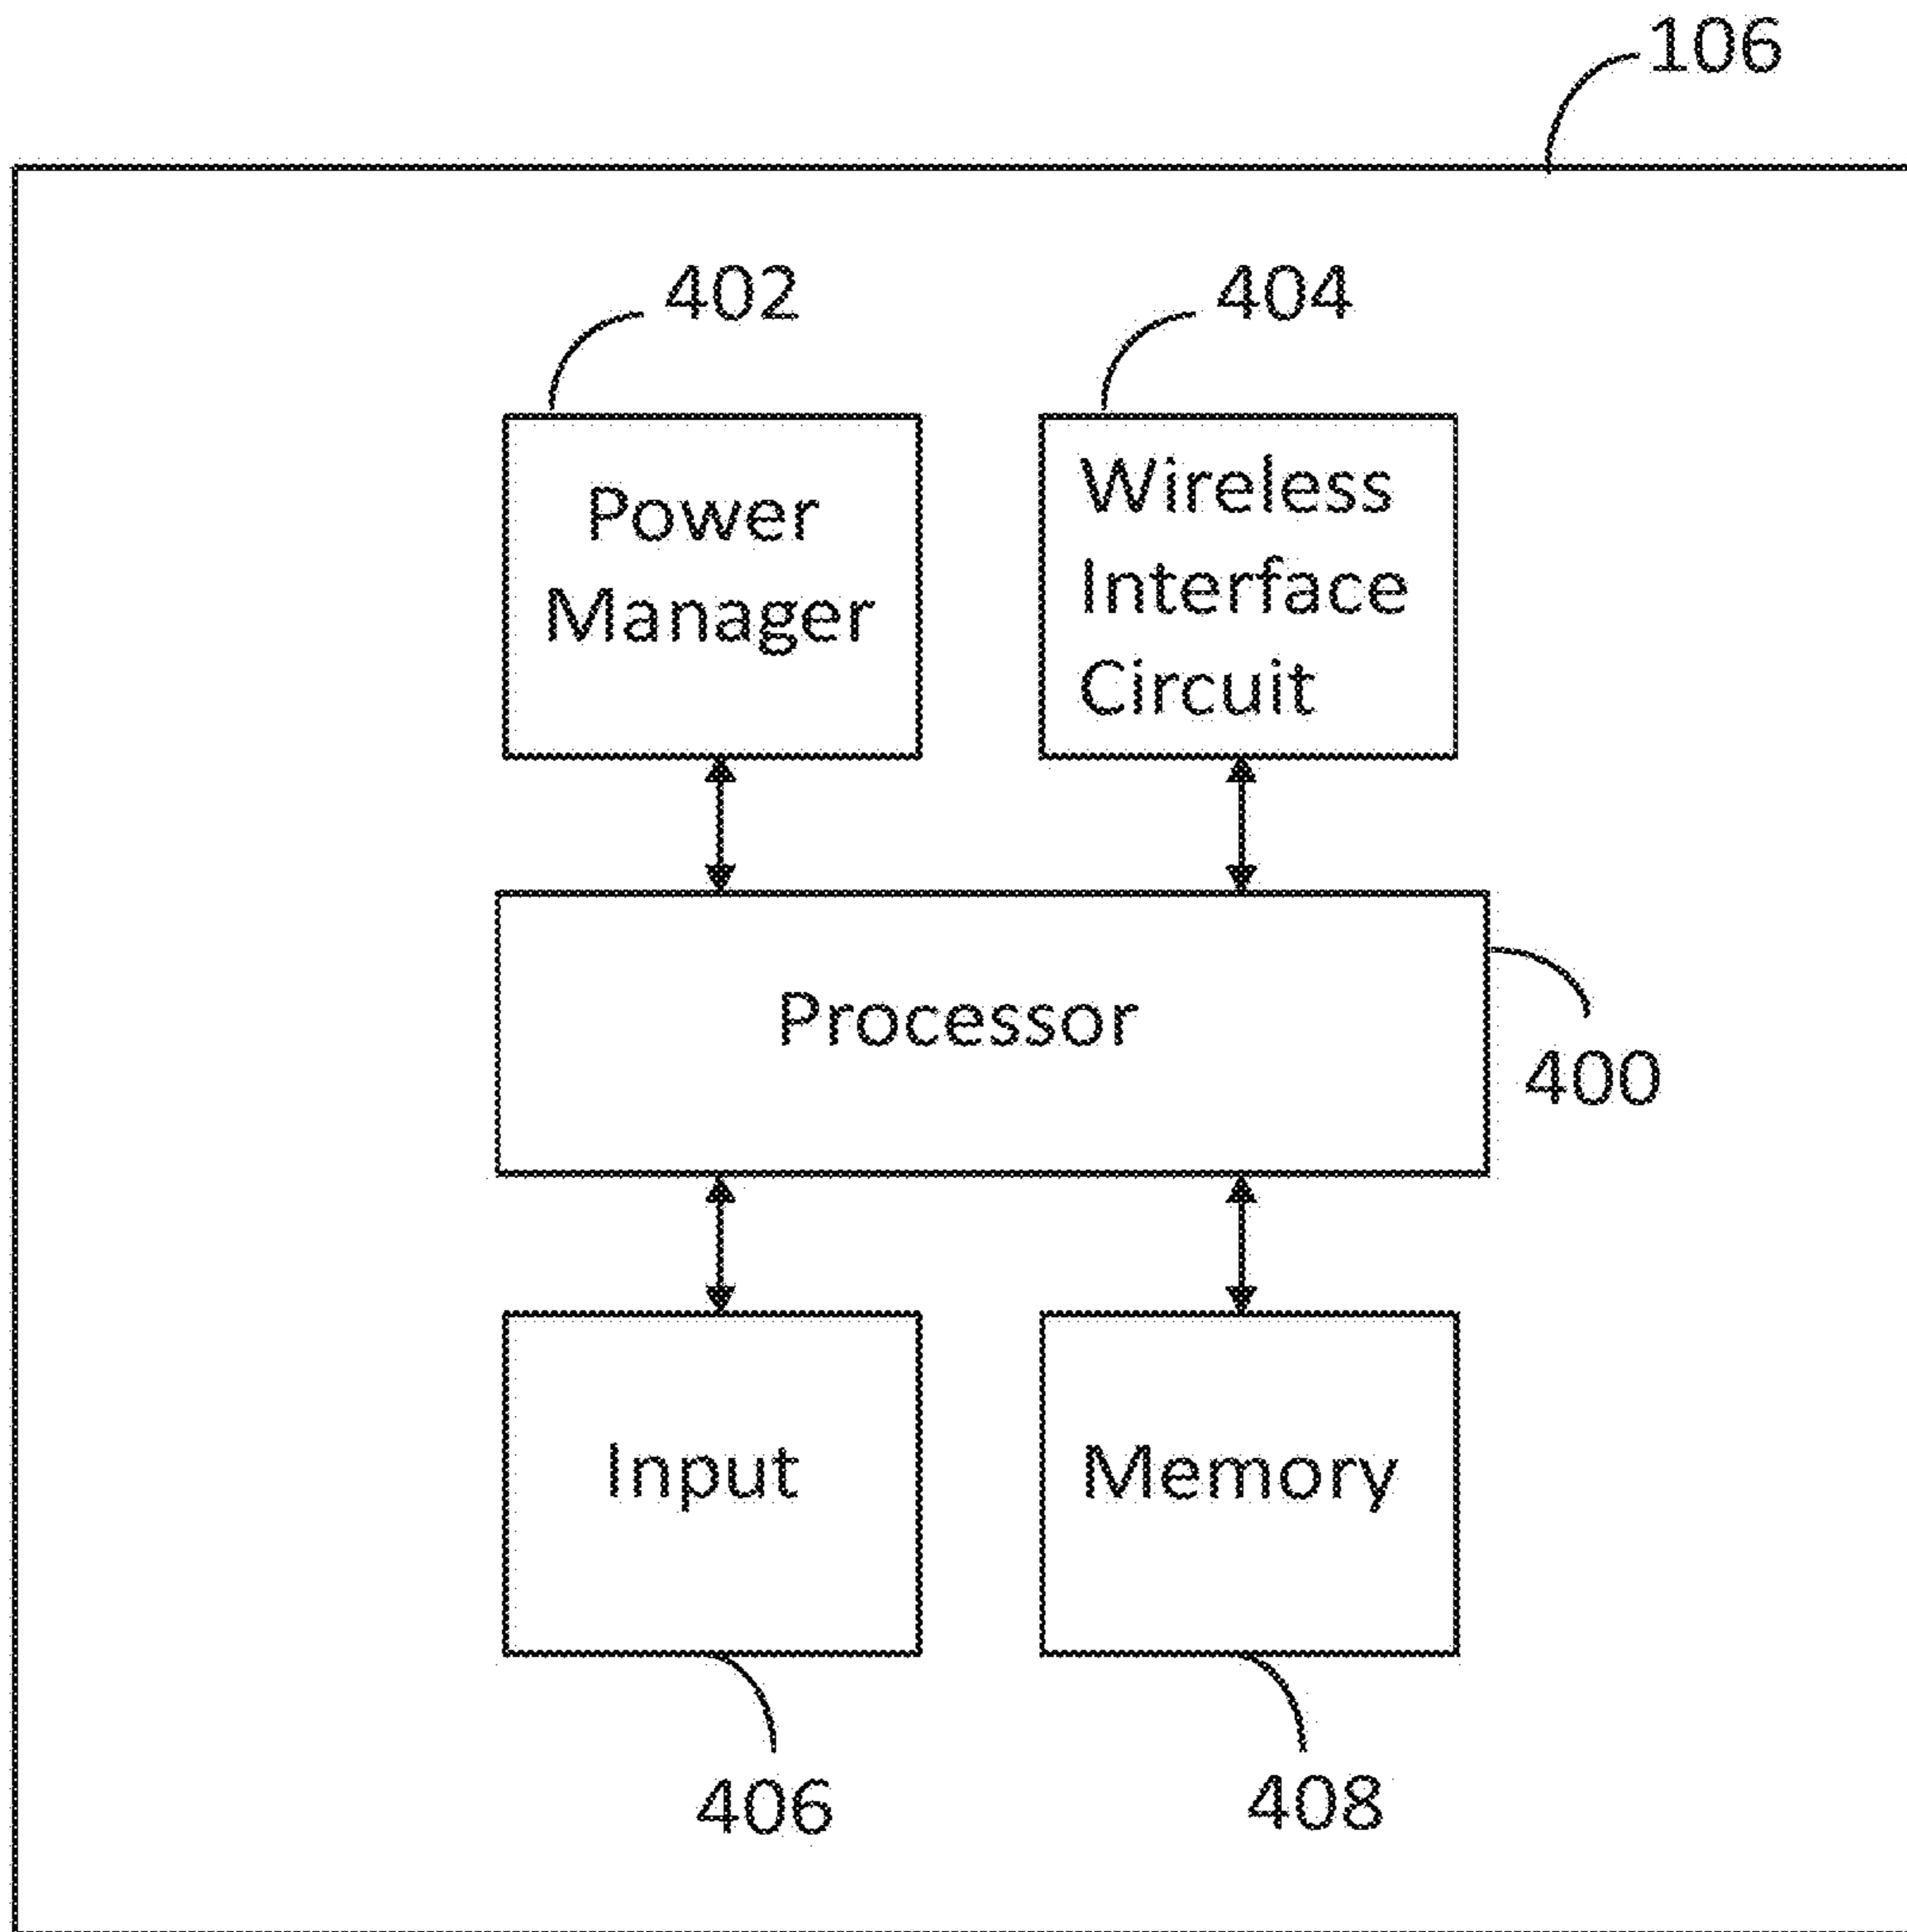 106
402
404
Power
Manager
Wireless
Interface
Circuit
Processor
400
Input
Memory
406
408